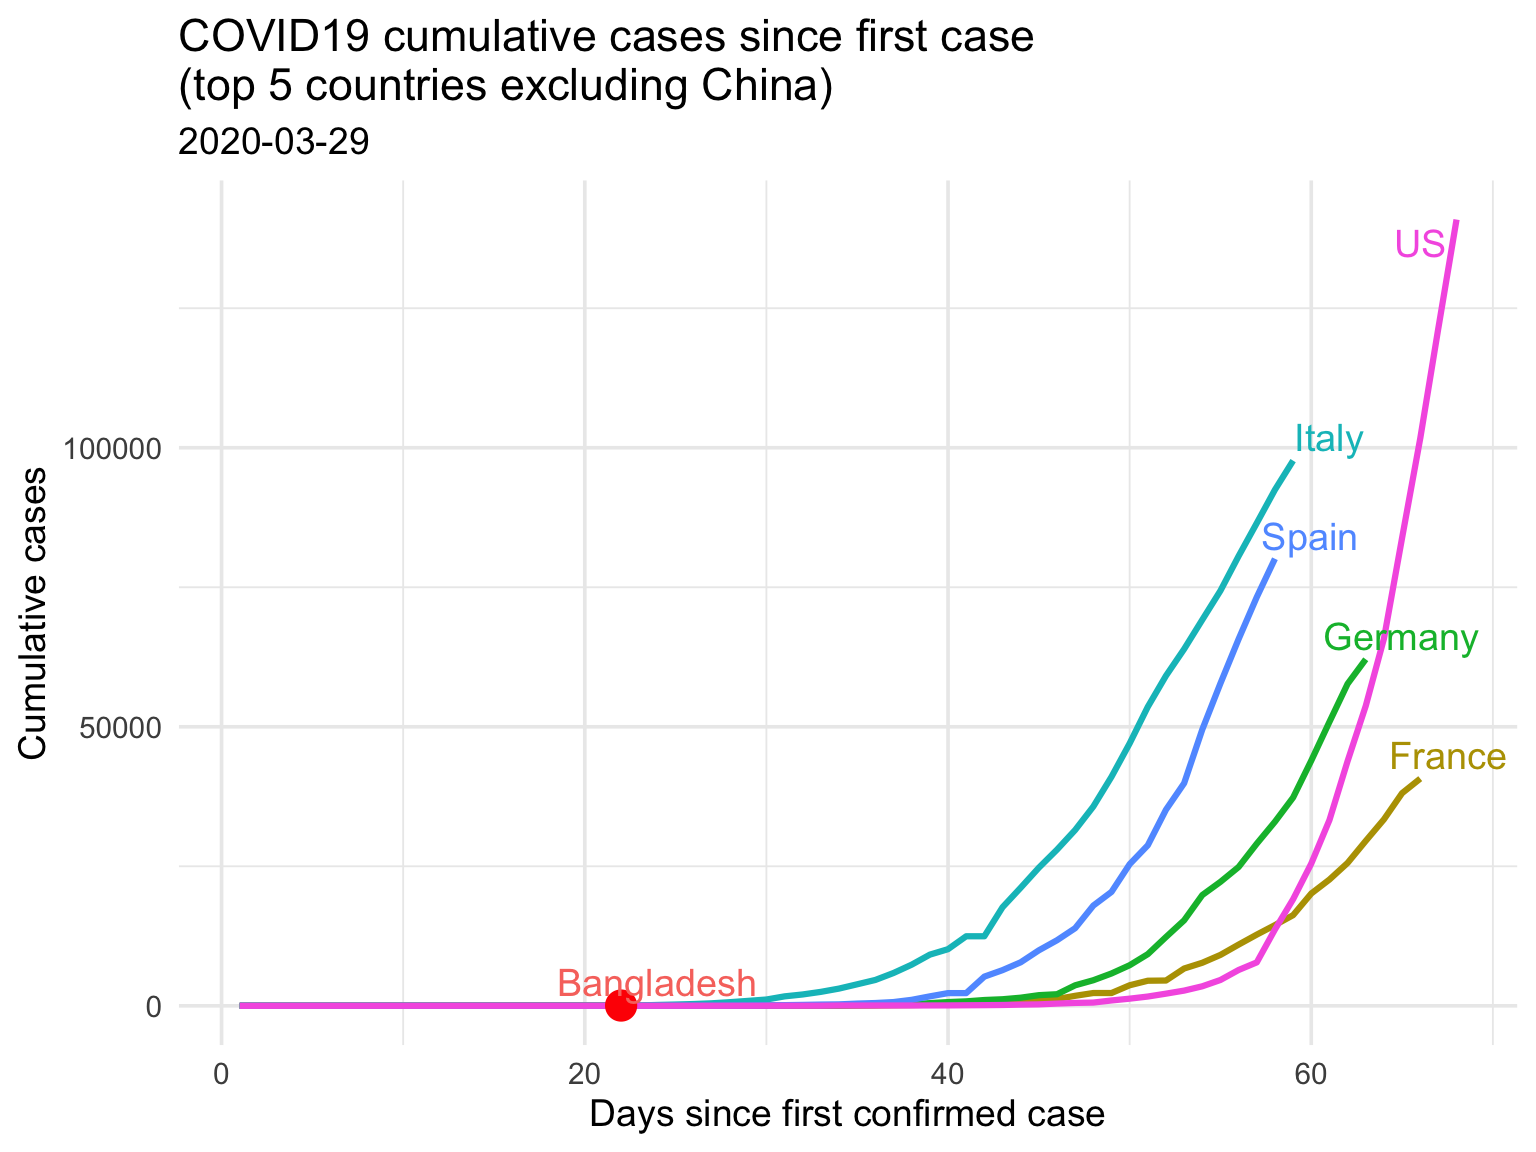 COVID19 cumulative cases since first case
(top 5 countries excluding China)
2020-03-29
US
Italy
100000
Spain
Germany
50000
France
Bangladesh
0
0 20 40 60
Days since first confirmed case
Cumulative cases